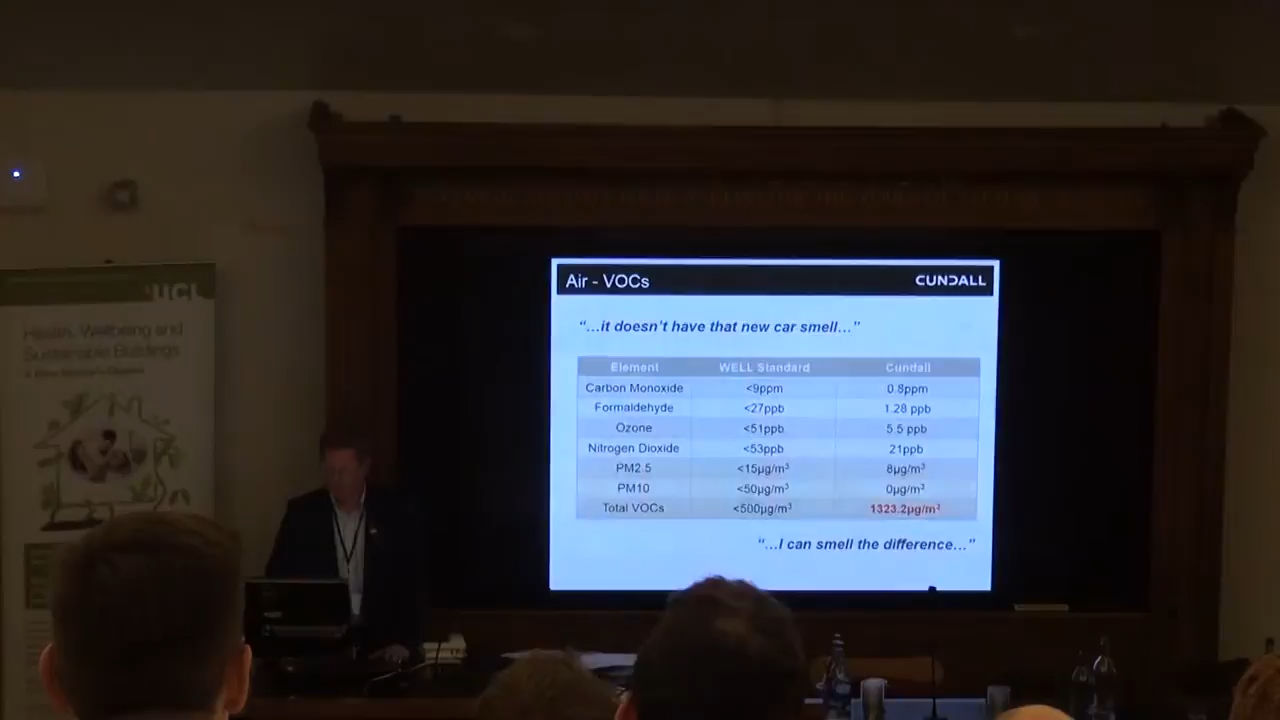 Air - VOCs
CUNDALL
“...it doesn't have that new car smell...”
Element WELL Standard Cundall
Carbon Monoxide <9ppm 0.8ppm
Formaldehyde <27ppb 1.28 ppb
Ozone <51ppb 5.5 ppb
Nitrogen Dioxide <53ppb 21ppb
PM2.5 <15µg/m³ 8µg/m³
PM10 <50µg/m³ 0µg/m³
Total VOCs <500µg/m³ 1323.2µg/m³
“...I can smell the difference...”
UCL
Health, Wellbeing and
Sustainable Buildings